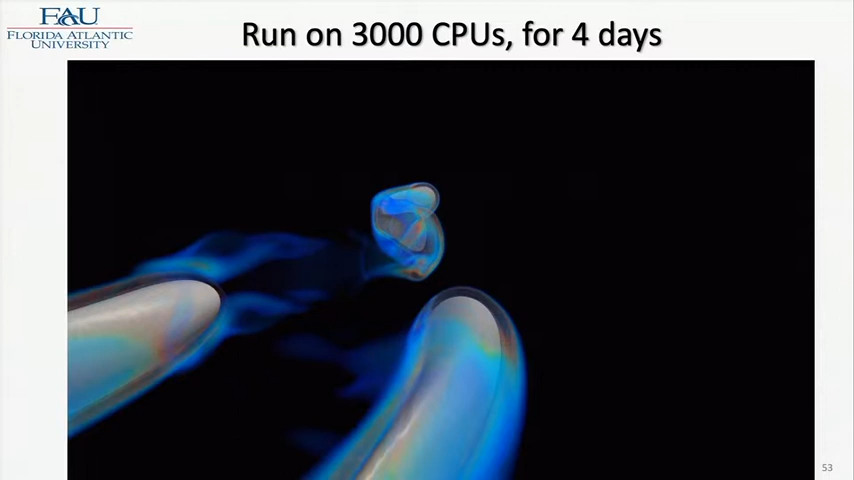 FAU
FLORIDA ATLANTIC
UNIVERSITY
Run on 3000 CPUs, for 4 days
53